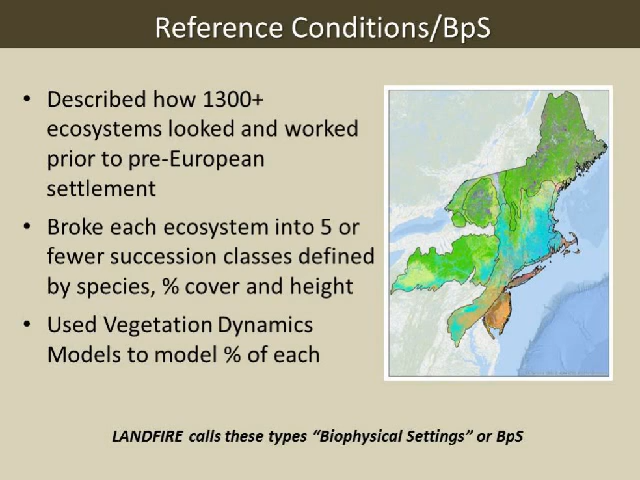 Reference Conditions/BpS
• Described how 1300+
ecosystems looked and worked
prior to pre-European
settlement
• Broke each ecosystem into 5 or
fewer succession classes defined
by species, % cover and height
• Used Vegetation Dynamics
Models to model % of each
LANDFIRE calls these types “Biophysical Settings” or BpS